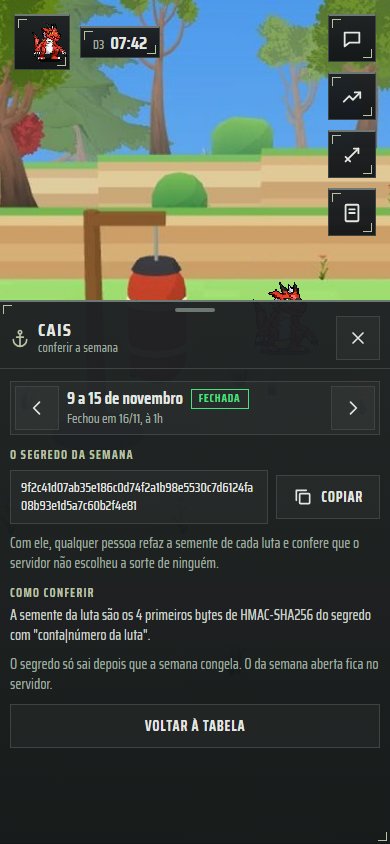 D3 07:42
CAIS
conferir a semana
9 a 15 de novembro FECHADA
Fechou em 16/11, à 1h
O SEGREDO DA SEMANA
9f2c41d07ab35e186c0d74f2a1b98e5530c7d6124fa
08b93e1d5a7c60b2f4e81
COPIAR
Com ele, qualquer pessoa refaz a semente de cada luta e confere que o
servidor não escolheu a sorte de ninguém.
COMO CONFERIR
A semente da luta são os 4 primeiros bytes de HMAC-SHA256 do segredo
com "conta|número da luta".
O segredo só sai depois que a semana congela. O da semana aberta fica no
servidor.
VOLTAR À TABELA